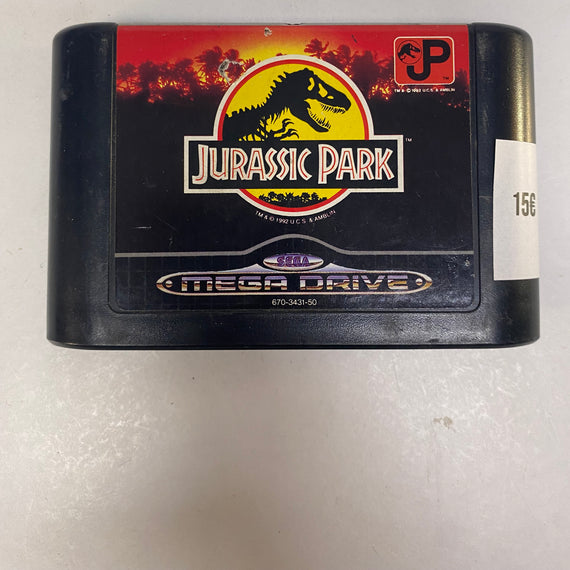 JP
TM & © 1992 U.C.S. & AMBLIN
JURASSIC PARK
TM
TM & © 1992 U.C.S. & AMBLIN
15€
SEGA
MEGA DRIVE
670-3431-50